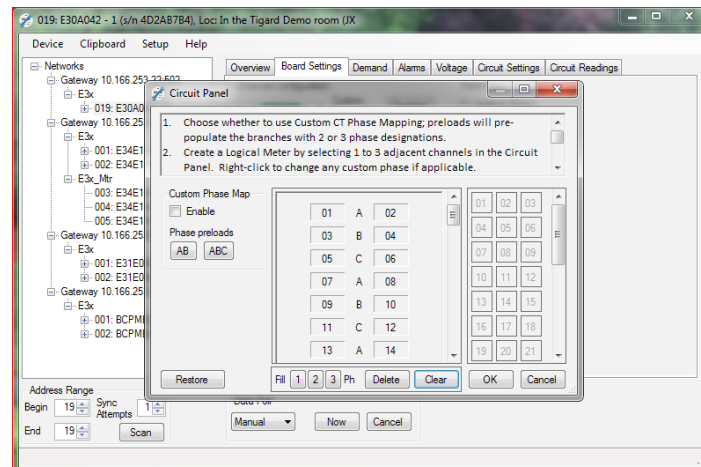 019: E30A042 - 1 (s/n 4D2AB7B4), Loc: In the Tigard Demo room (JX
Device Clipboard Setup Help
Networks
Gateway 10.166.253.22:502
E3x
019: E30A0
Gateway 10.166.25
E3x
001: E34E1
002: E34E1
E3x_Mtr
003: E34E1
004: E34E1
005: E34E1
Gateway 10.166.25
E3x
001: E31E0
002: E31E0
Gateway 10.166.25
E3x
001: BCPM
002: BCPM
Overview Board Settings Demand Alarms Voltage Circuit Settings Circuit Readings
Circuit Panel
1. Choose whether to use Custom CT Phase Mapping; preloads will pre-
populate the branches with 2 or 3 phase designations.
2. Create a Logical Meter by selecting 1 to 3 adjacent channels in the Circuit
Panel. Right-click to change any custom phase if applicable.
Custom Phase Map
Enable
Phase preloads
AB ABC
01 A 02
03 B 04
05 C 06
07 A 08
09 B 10
11 C 12
13 A 14
01 02 03
04 05 06
07 08 09
10 11 12
13 14 15
16 17 18
19 20 21
Restore
Fill 1 2 3 Ph Delete Clear OK Cancel
Address Range
Begin 19 Sync Attempts 1
End 19 Scan
Data Poll
Manual Now Cancel